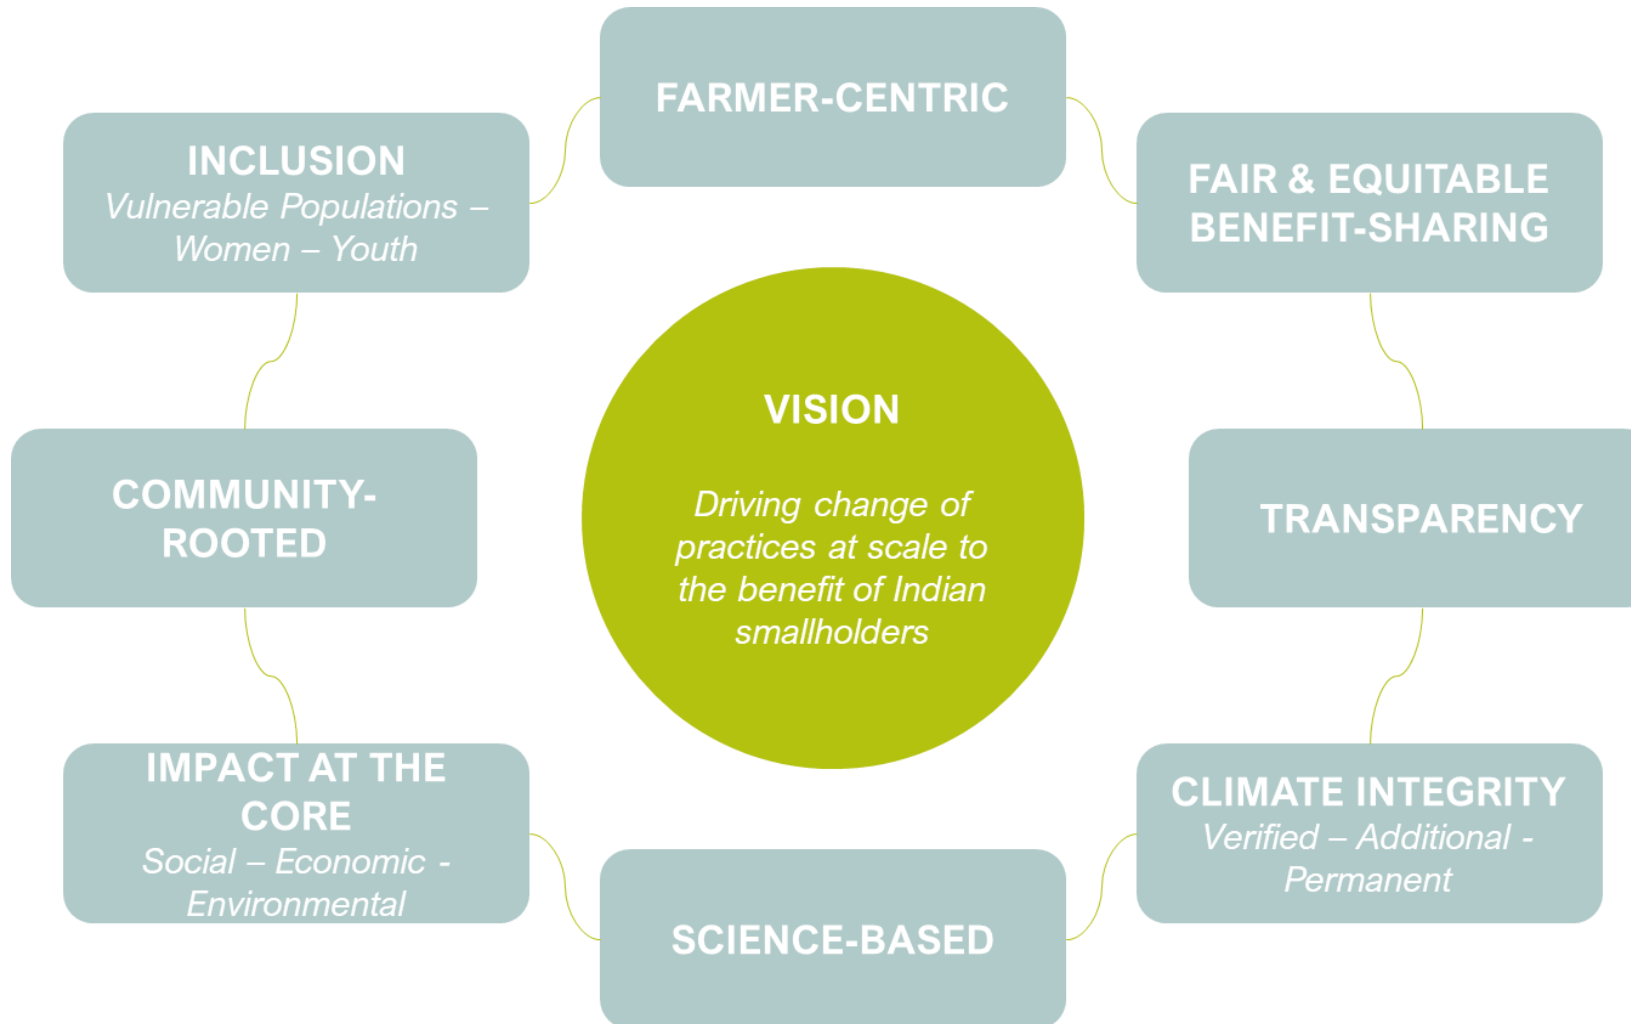 FARMER-CENTRIC
INCLUSION
Vulnerable Populations –
Women – Youth
FAIR & EQUITABLE
BENEFIT-SHARING
VISION
Driving change of
practices at scale to
the benefit of Indian
smallholders
COMMUNITY-
ROOTED
TRANSPARENCY
IMPACT AT THE
CORE
Social – Economic -
Environmental
CLIMATE INTEGRITY
Verified – Additional -
Permanent
SCIENCE-BASED